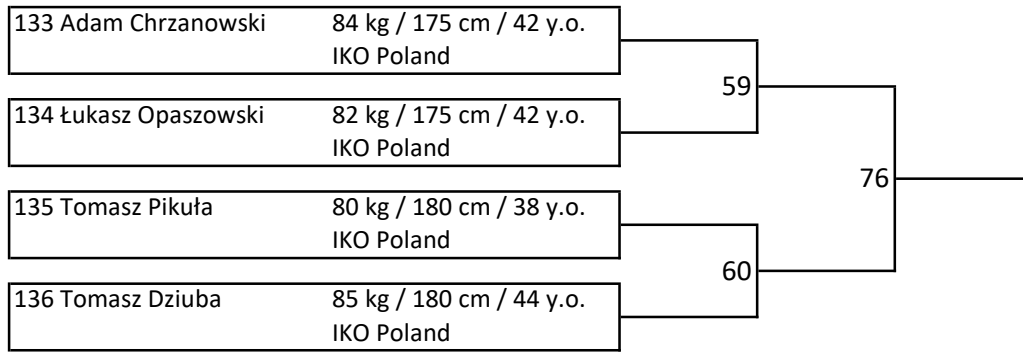 133 Adam Chrzanowski 84 kg / 175 cm / 42 y.o.
IKO Poland
59
134 Łukasz Opaszowski 82 kg / 175 cm / 42 y.o.
IKO Poland
76
135 Tomasz Pikuła 80 kg / 180 cm / 38 y.o.
IKO Poland
60
136 Tomasz Dziuba 85 kg / 180 cm / 44 y.o.
IKO Poland